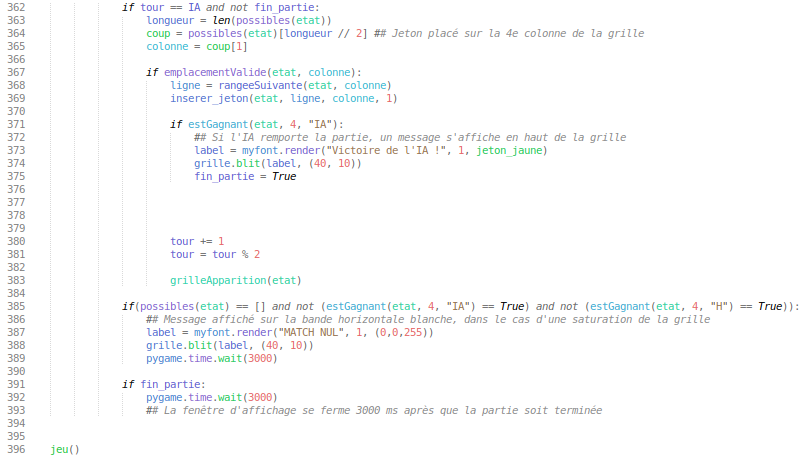 362 if tour == IA and not fin_partie:
363 longueur = len(possibles(etat))
364 coup = possibles(etat)[longueur // 2] ## Jeton placé sur la 4e colonne de la grille
365 colonne = coup[1]
366
367 if emplacementValide(etat, colonne):
368 ligne = rangeeSuivante(etat, colonne)
369 inserer_jeton(etat, ligne, colonne, 1)
370
371 if estGagnant(etat, 4, "IA"):
372 ## Si l'IA remporte la partie, un message s'affiche en haut de la grille
373 label = myfont.render("Victoire de l'IA !", 1, jeton_jaune)
374 grille.blit(label, (40, 10))
375 fin_partie = True
376
377
378
379
380 tour += 1
381 tour = tour % 2
382
383 grilleApparition(etat)
384
385 if(possibles(etat) == [] and not (estGagnant(etat, 4, "IA") == True) and not (estGagnant(etat, 4, "H") == True)):
386 ## Message affiché sur la bande horizontale blanche, dans le cas d'une saturation de la grille
387 label = myfont.render("MATCH NUL", 1, (0,0,255))
388 grille.blit(label, (40, 10))
389 pygame.time.wait(3000)
390
391 if fin_partie:
392 pygame.time.wait(3000)
393 ## La fenêtre d'affichage se ferme 3000 ms après que la partie soit terminée
394
395
396 jeu()